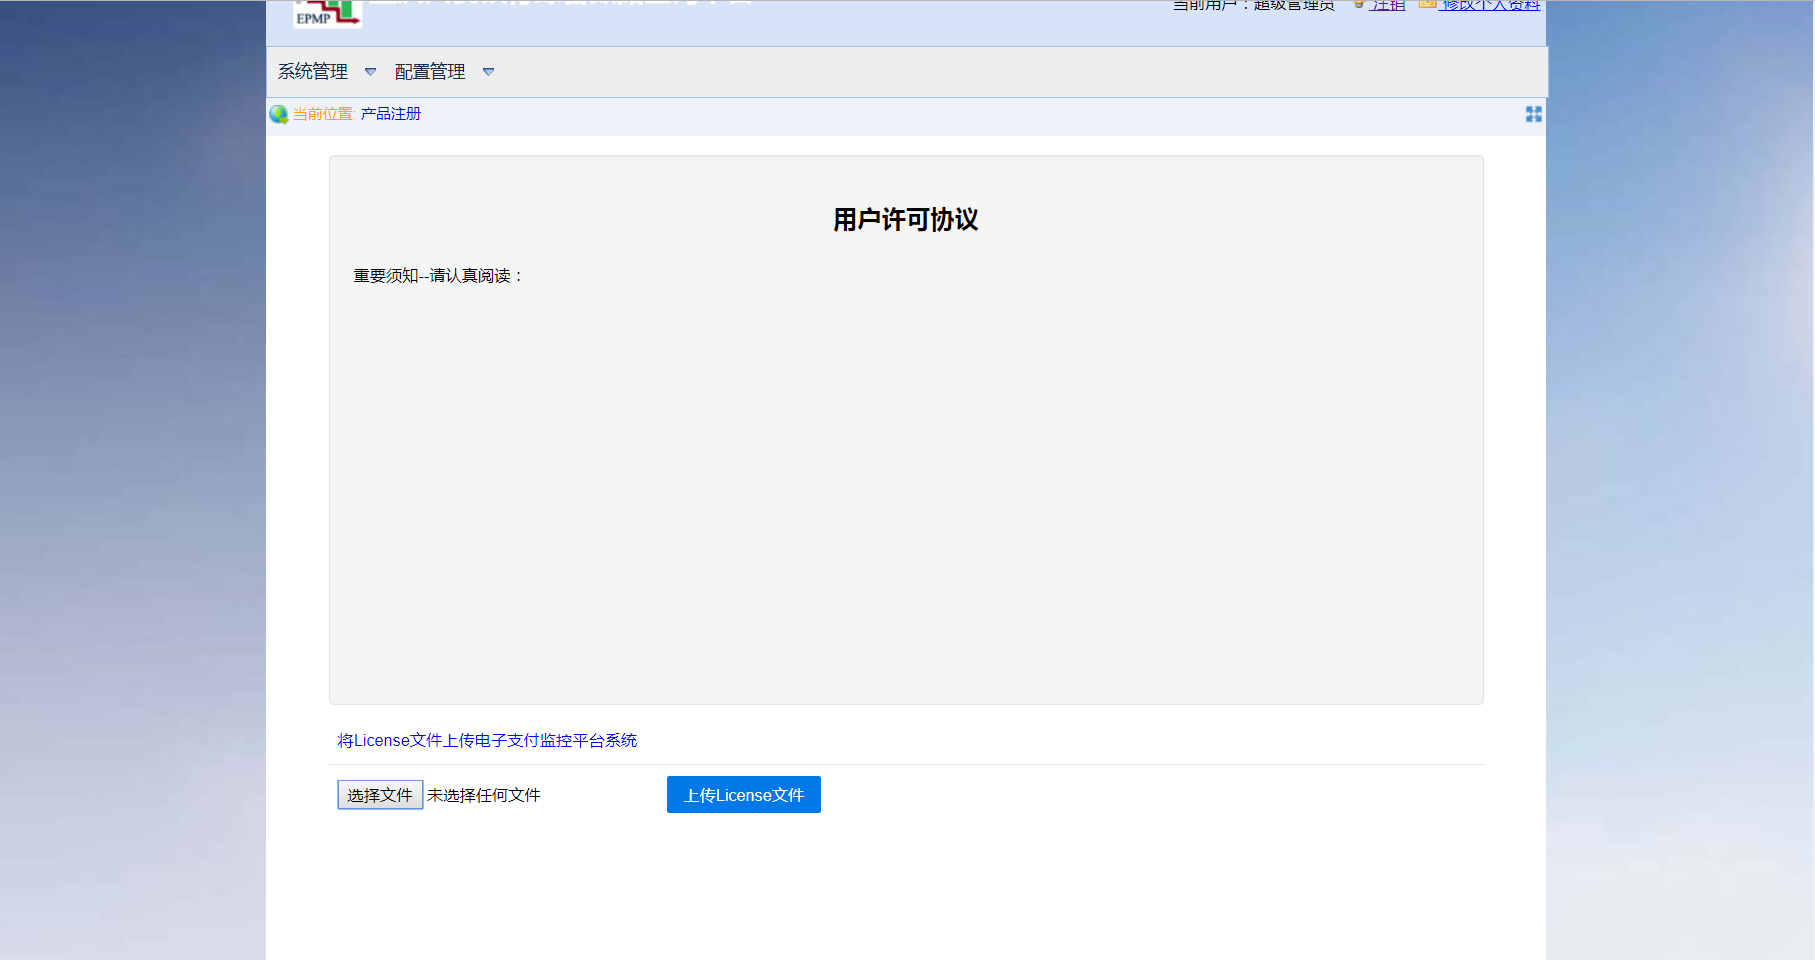 EPMP
当前用户：超级管理员 注销 修改个人资料
系统管理 配置管理
当前位置: 产品注册
用户许可协议
重要须知--请认真阅读：
将License文件上传电子支付监控平台系统
选择文件 未选择任何文件 上传License文件